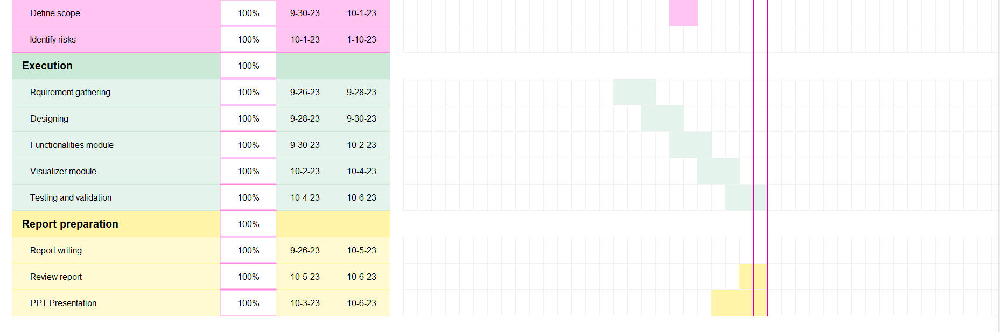 Define scope 100% 9-30-23 10-1-23
Identify risks 100% 10-1-23 1-10-23
Execution 100%
Rquirement gathering 100% 9-26-23 9-28-23
Designing 100% 9-28-23 9-30-23
Functionalities module 100% 9-30-23 10-2-23
Visualizer module 100% 10-2-23 10-4-23
Testing and validation 100% 10-4-23 10-6-23
Report preparation 100%
Report writing 100% 9-26-23 10-5-23
Review report 100% 10-5-23 10-6-23
PPT Presentation 100% 10-3-23 10-6-23